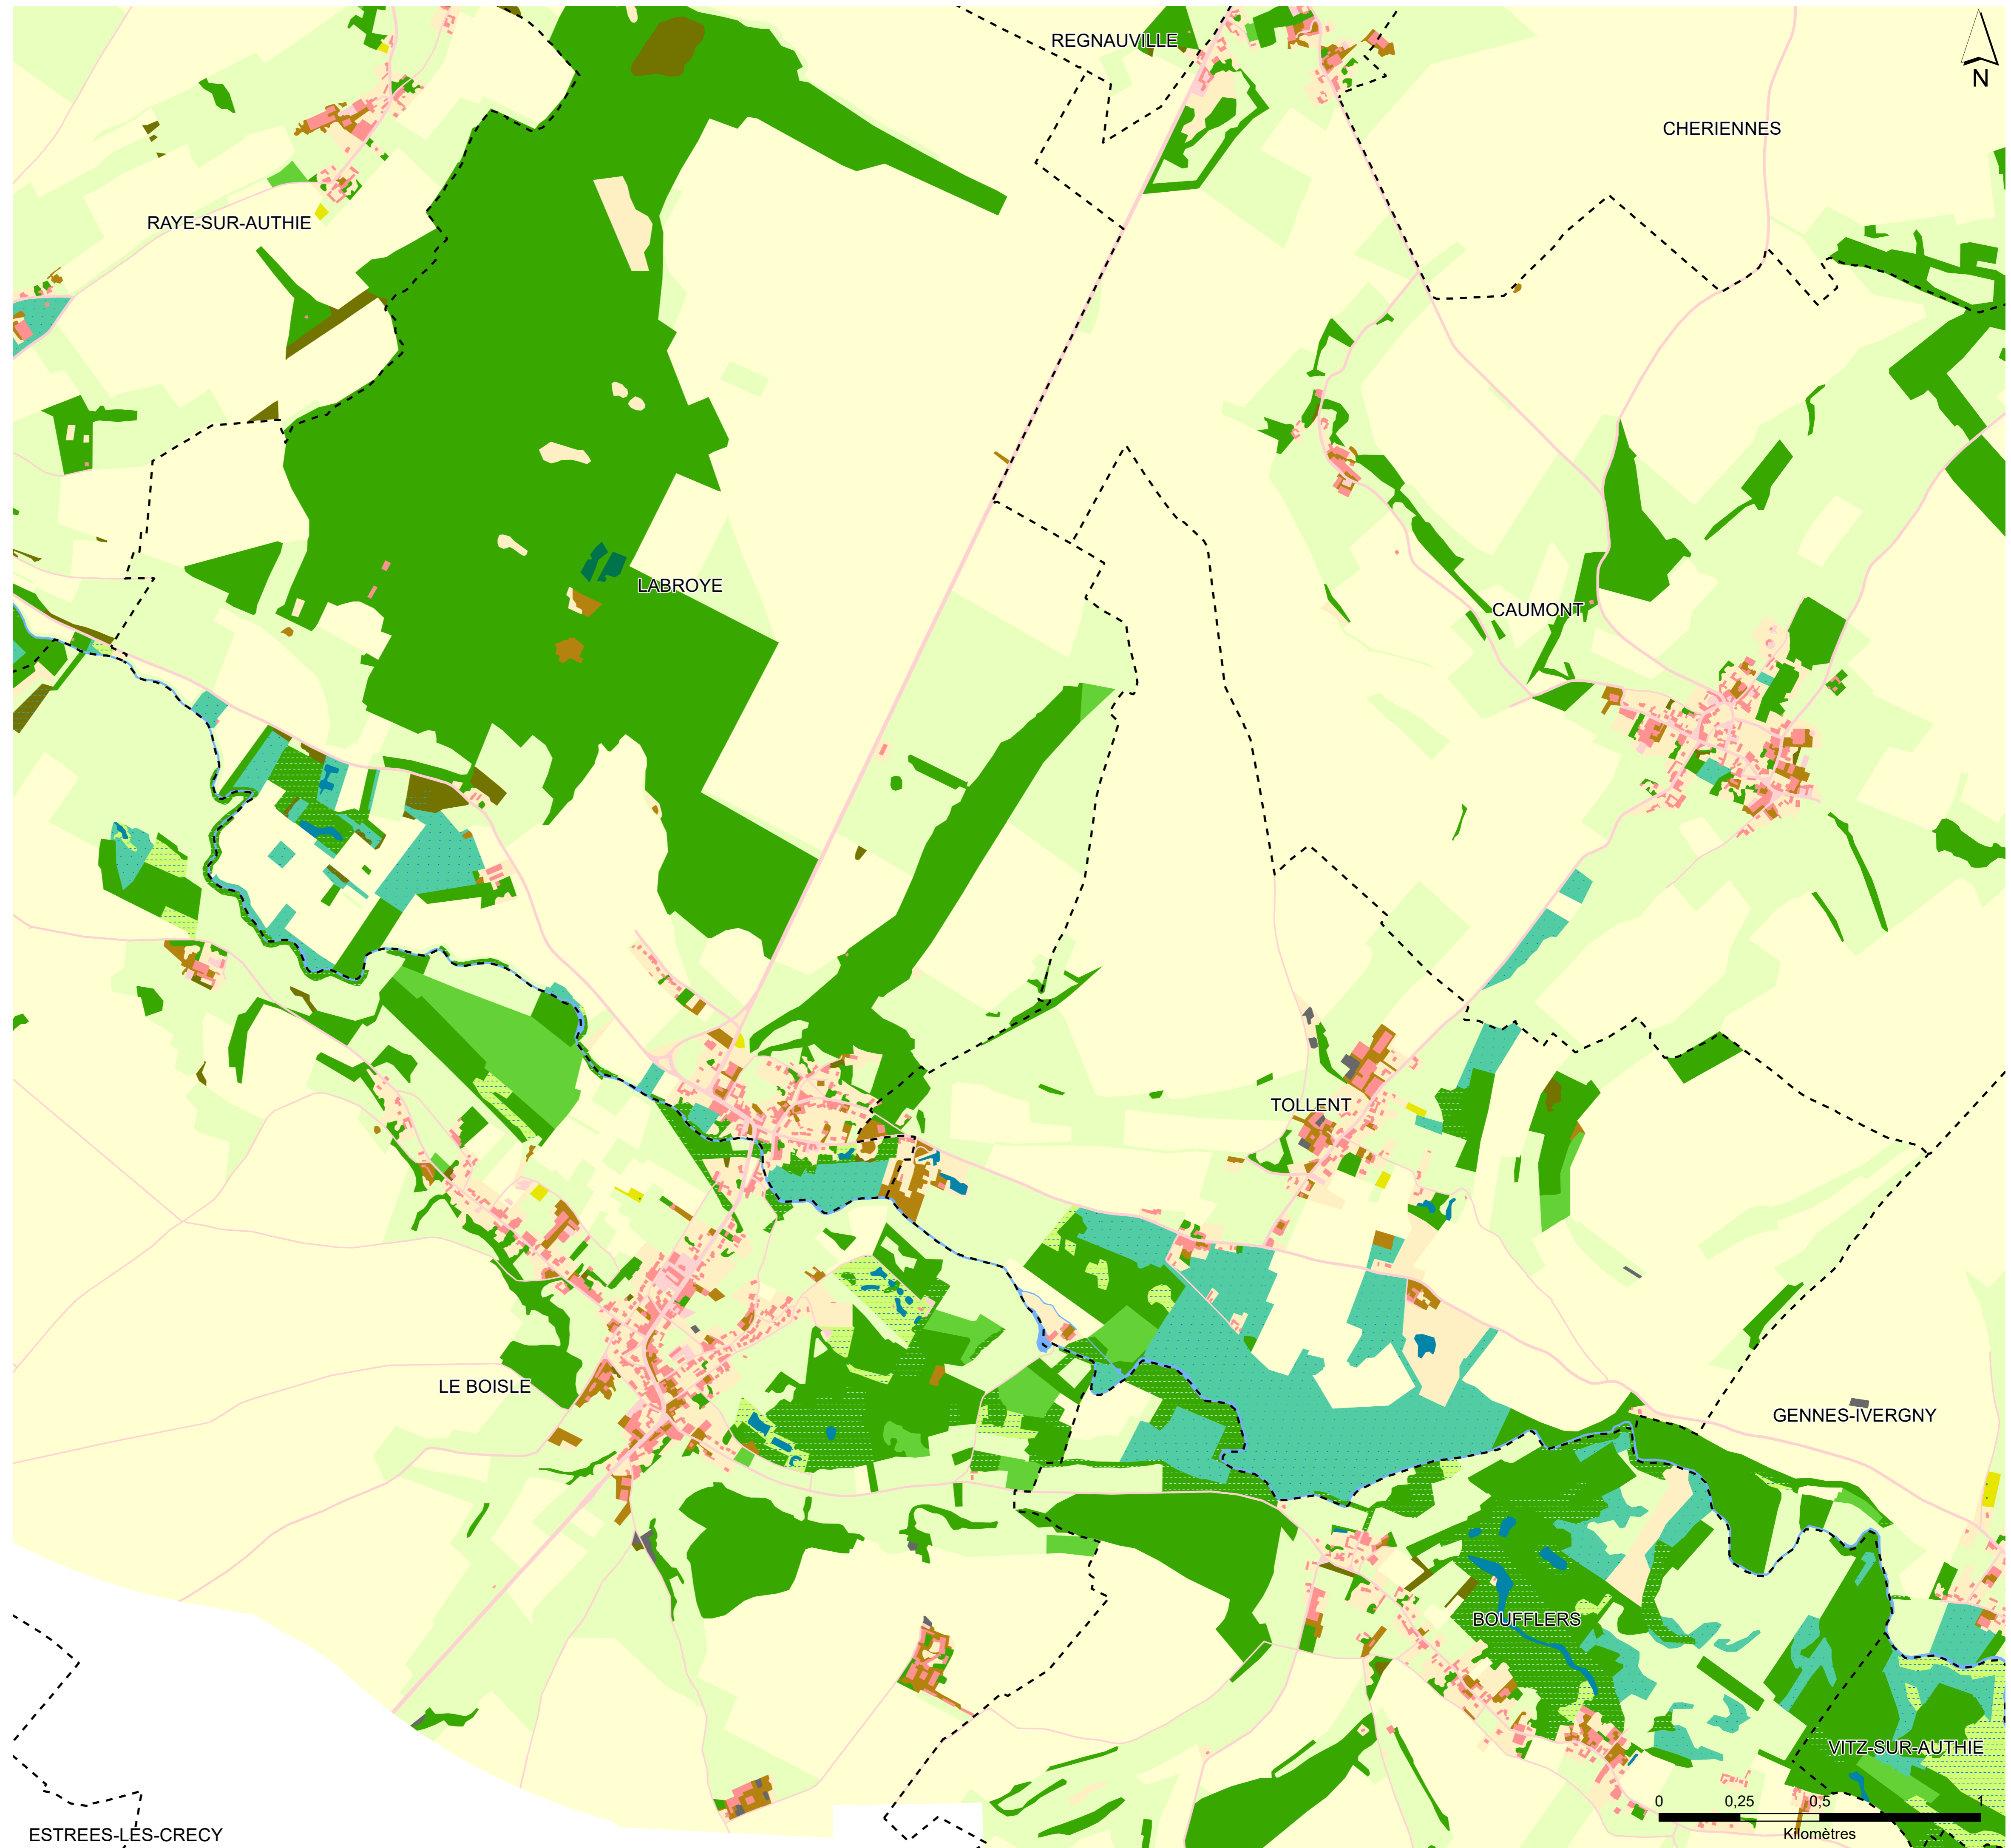 REGNAUVILLE
N
CHERIENNES
RAYE-SUR-AUTHIE
LABROYE
CAUMONT
TOLLENT
LE BOISLE
GENNES-IVERGNY
BOUFFLERS
VITZ-SUR-AUTHIE
0 0,25 0,5 1
Kilomètres
ESTREES-LES-CRECY